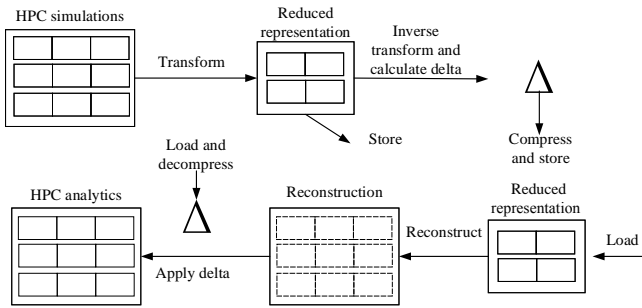 HPC simulations
Transform
Reduced
representation
Inverse
transform and
calculate delta
Store
Compress
and store
Load and
decompress
HPC analytics
Apply delta
Reconstruction
Reconstruct
Reduced
representation
Load